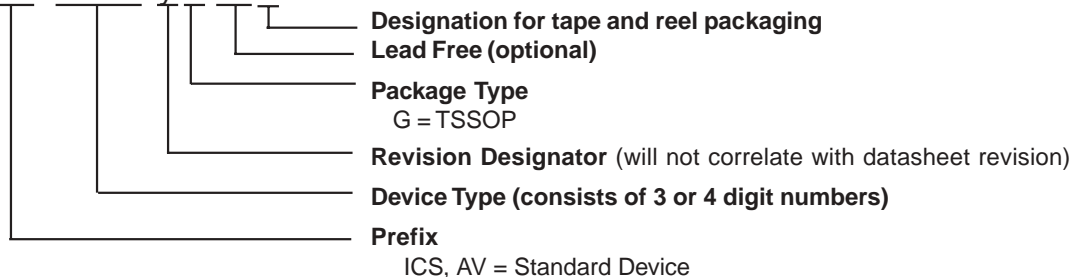 Designation for tape and reel packaging
Lead Free (optional)
Package Type
G = TSSOP
Revision Designator (will not correlate with datasheet revision)
Device Type (consists of 3 or 4 digit numbers)
Prefix
ICS, AV = Standard Device